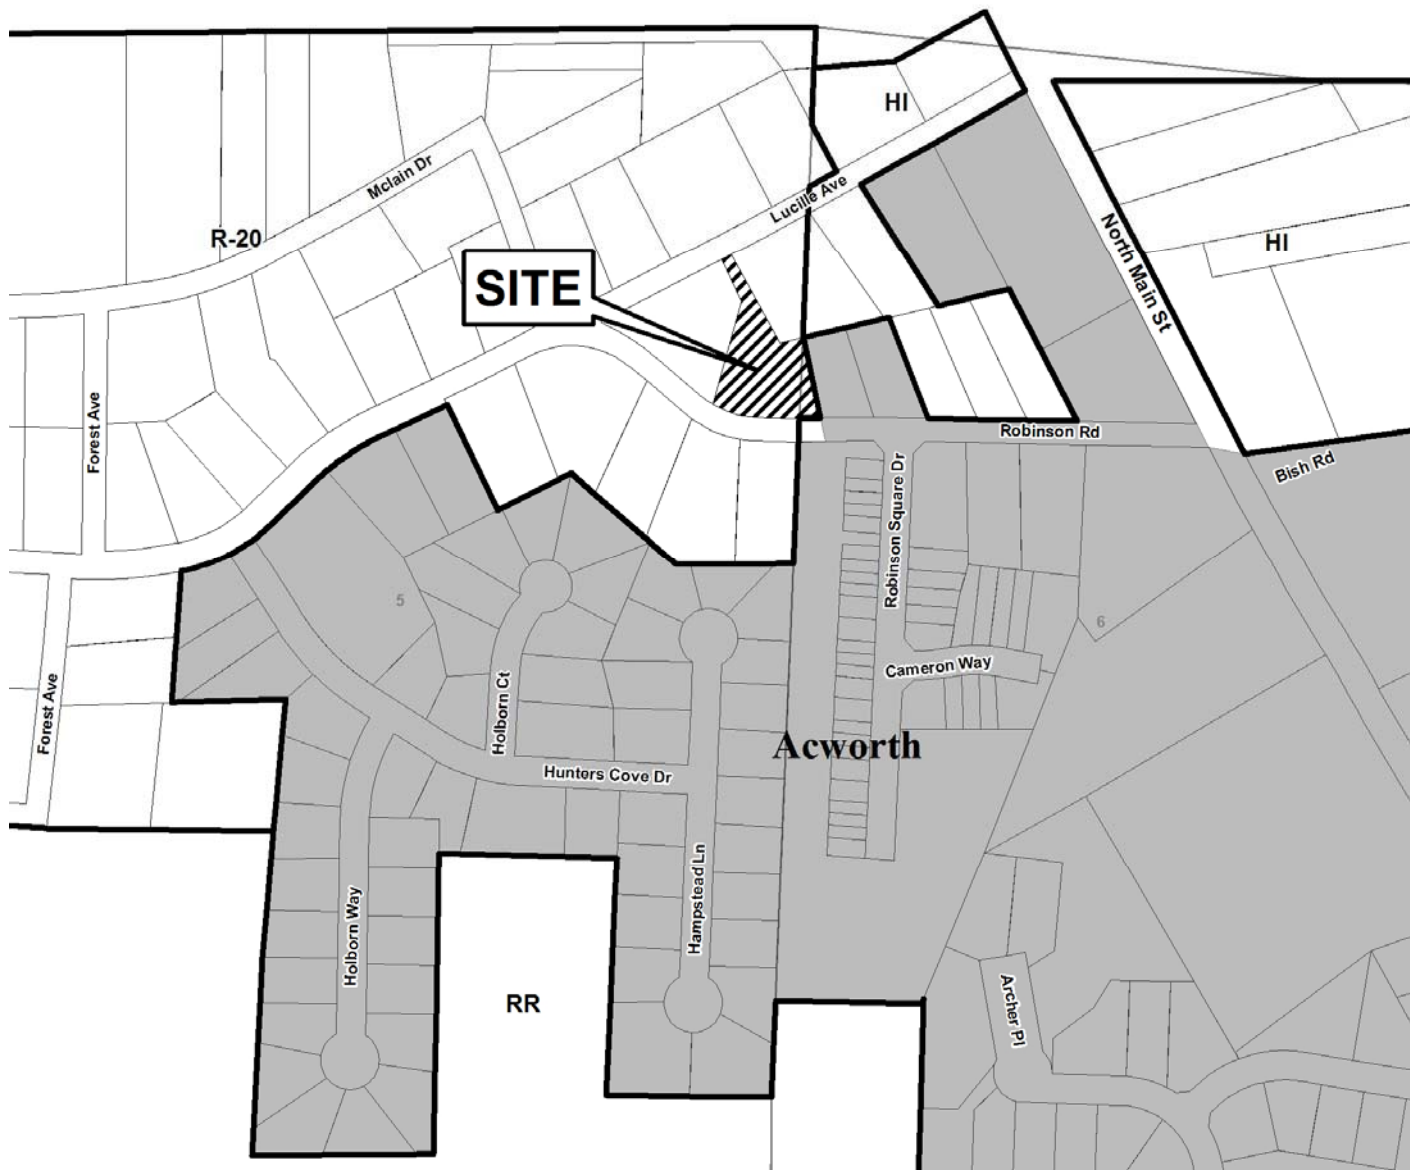 HI
Mclain Dr
Lucille Ave
R-20
North Main St
HI
SITE
Forest Ave
Robinson Rd
Bish Rd
Robinson Square Dr
5
6
Cameron Way
Forest Ave
Holborn Ct
Acworth
Hunters Cove Dr
Hampstead Ln
Holborn Way
RR
Archer Pl